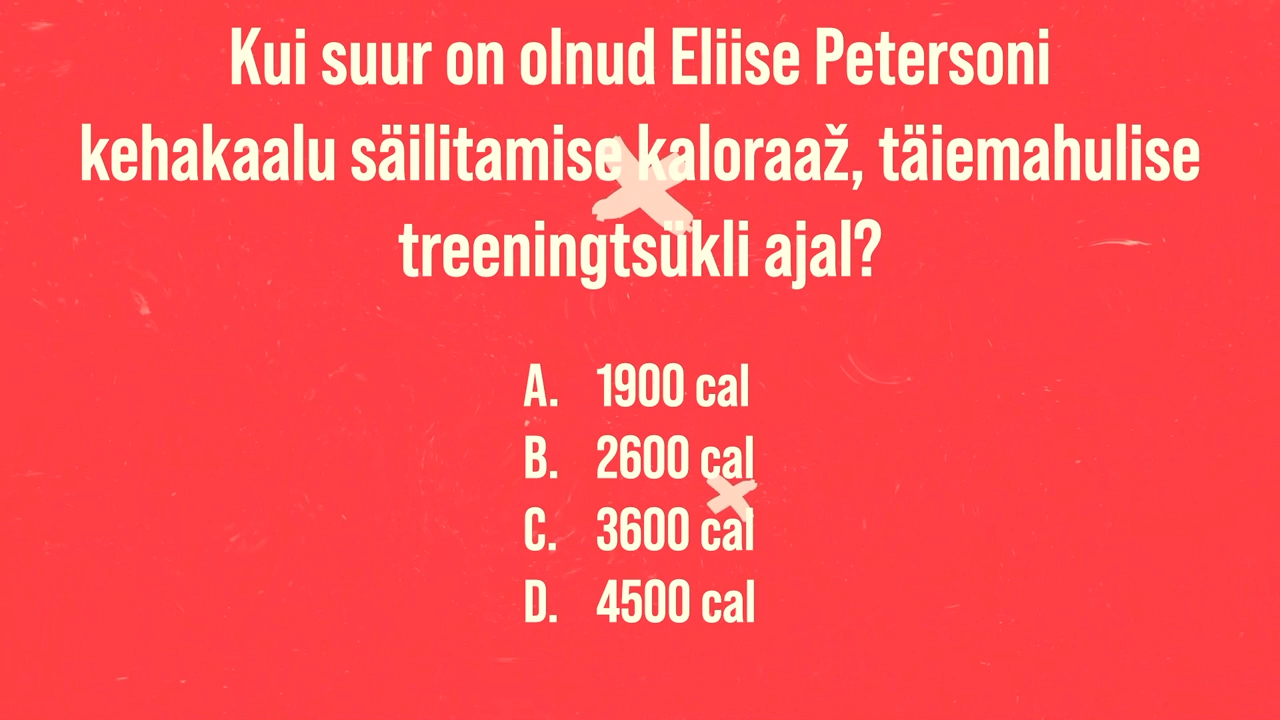 Kui suur on olnud Eliise Petersoni
kehakaalu säilitamise kaloraaž, täiemahulise
treeningtsükli ajal?
A. 1900 cal
B. 2600 cal
C. 3600 cal
D. 4500 cal